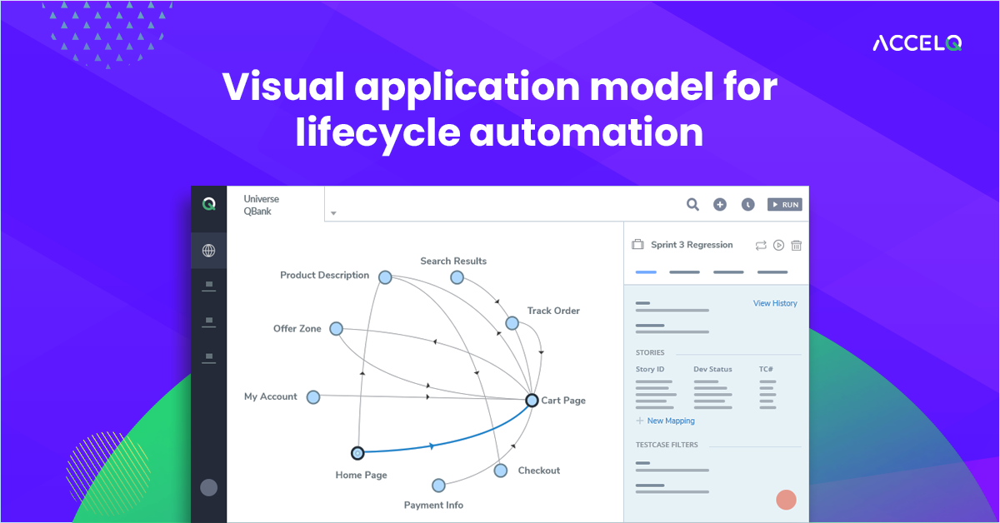 ACCELQ
Visual application model for
lifecycle automation
Universe
QBank
RUN
Sprint 3 Regression
View History
STORIES
Story ID Dev Status TC#
New Mapping
TESTCASE FILTERS
Search Results
Product Description
Track Order
Offer Zone
My Account
Cart Page
Home Page
Checkout
Payment Info